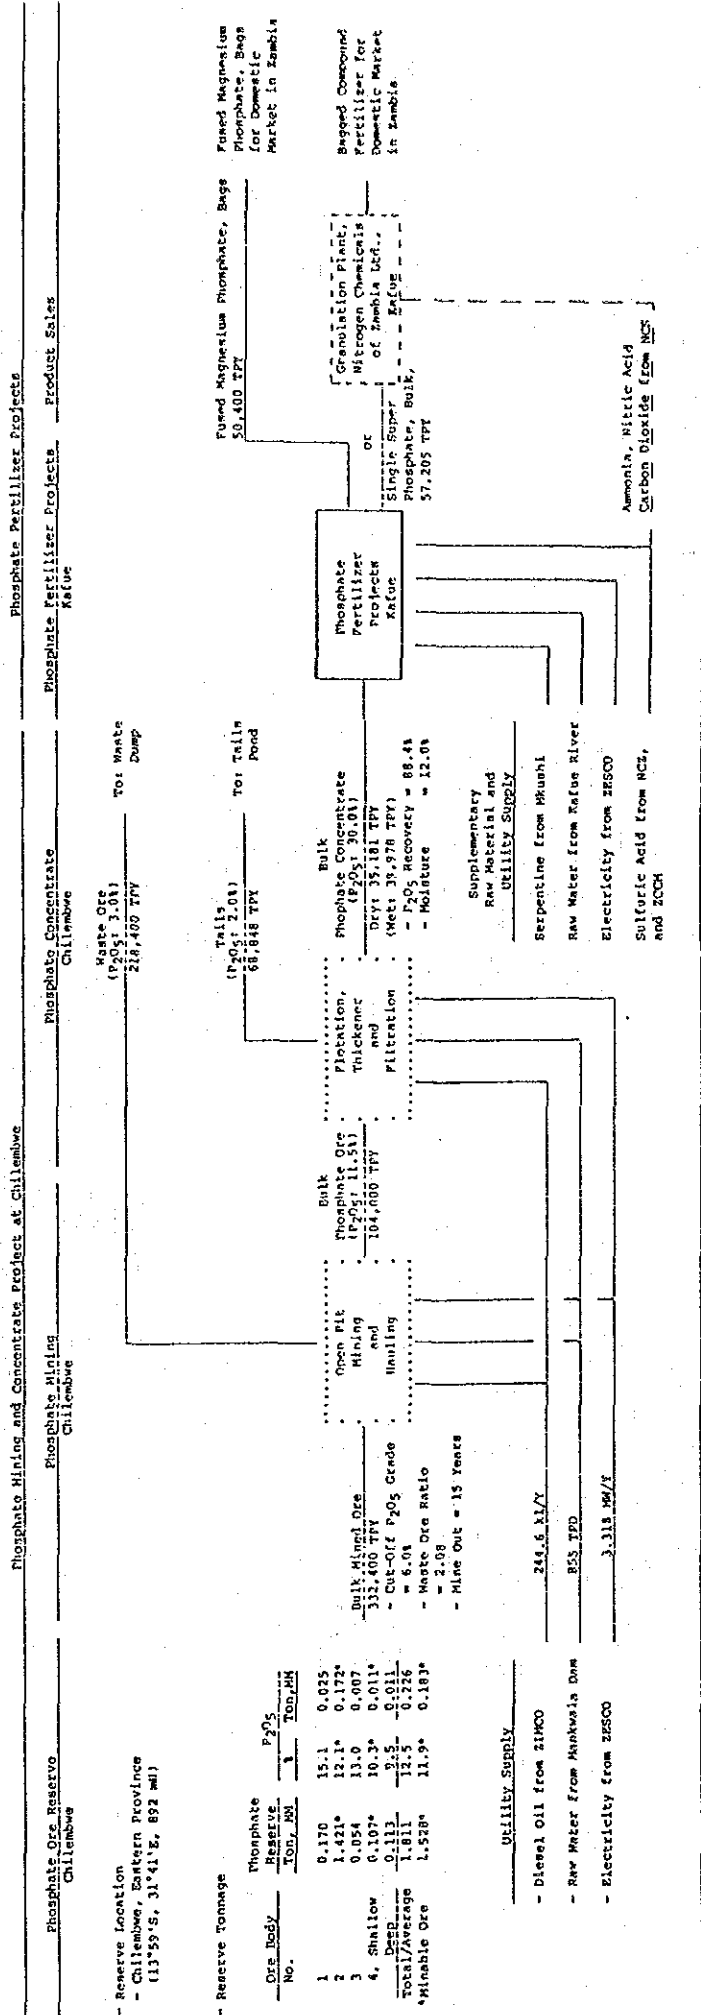 Phosphate Mining and Concentrate Project at Chilembwe
Phosphate Fertilizer Projects
Phosphate Ore Reserve
Chilembwe
Phosphate Mining
Chilembwe
Phosphate Concentrate
Chilembwe
Phosphate Fertilizer Projects
Kafue
Product Sales
- Reserve Location
- Chilembwe, Eastern Province
(13°59'S, 31°41'E, 892 mil)
- Reserve Tonnage
Ore Body
No.
Phosphate
Reserve
Ton, MM
P2O5
%
Ton, MM
1 0.170 15.1 0.025
2 1.421* 12.1* 0.172*
3 0.054 13.0 0.007
4, Shallow 0.107* 10.3* 0.011*
Deep 0.113 9.5 0.011
Total/Average 1.811 12.5 0.226
*Minable Ore 1.528* 11.9* 0.183*
Utility Supply
- Diesel Oil from ZIMCO
- Raw Water from Mankwala Dam
- Electricity from ZESCO
244.6 kl/Y
855 TPD
3.318 MW/Y
Bulk Mined Ore
332,400 TPY
- Cut-Off P2O5 Grade
= 6.0%
- Waste Ore Ratio
= 2.08
- Mine Out = 15 Years
Open Pit
Mining
and
Hauling
Waste Ore
(P2O5: 3.0%)
218,400 TPY
To: Waste
Dump
Bulk
Phosphate Ore
(P2O5: 11.5%)
104,000 TPY
Flotation,
Thickener
and
Filtration
Tails
(P2O5: 2.0%)
68,848 TPY
To: Tails
Pond
Bulk
Phophate Concentrate
(P2O5: 30.0%)
Dry: 35,181 TPY
(Wet: 39,978 TPY)
- P2O5 Recovery = 88.4%
- Moisture = 12.0%
Supplementary
Raw Material and
Utility Supply
Serpentine from Mkushi
Raw Water from Kafue River
Electricity from ZESCO
Sulfuric Acid from NCZ,
and ZCCM
Phosphate
Fertilizer
Projects
Kafue
Fused Magnesium Phosphate, Bags
50,400 TPY
or
Single Super
Phosphate, Bulk,
57,205 TPY
Granulation Plant,
Nitrogen Chemicals
of Zambia Ltd.,
Kafue
Ammonia, Nitric Acid
Carbon Dioxide from NCZ
Fused Magnesium
Phosphate, Bags
for Domestic
Market in Zambia
Bagged Compound
Fertilizer for
Domestic Market
in Zambia